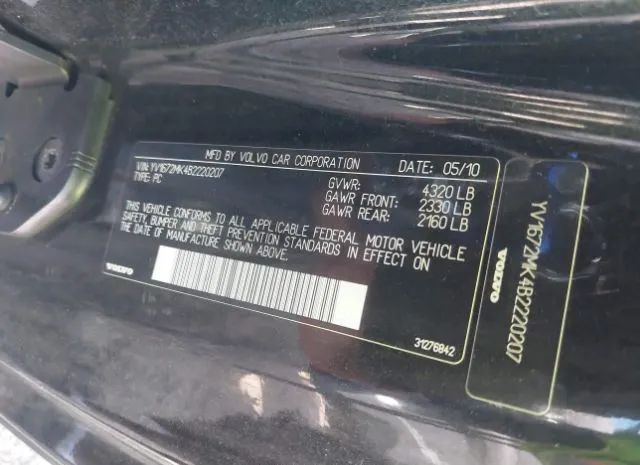 MFD BY VOLVO CAR CORPORATION DATE: 05/10
VIN: YV1672MK4B2220207
TYPE: PC
GVWR: 4320 LB
GAWR FRONT: 2330 LB
GAWR REAR: 2160 LB
THIS VEHICLE CONFORMS TO ALL APPLICABLE FEDERAL MOTOR VEHICLE
SAFETY, BUMPER AND THEFT PREVENTION STANDARDS IN EFFECT ON
THE DATE OF MANUFACTURE SHOWN ABOVE.
VOLVO
31276842
YV1672MK4B2220207
VOLVO